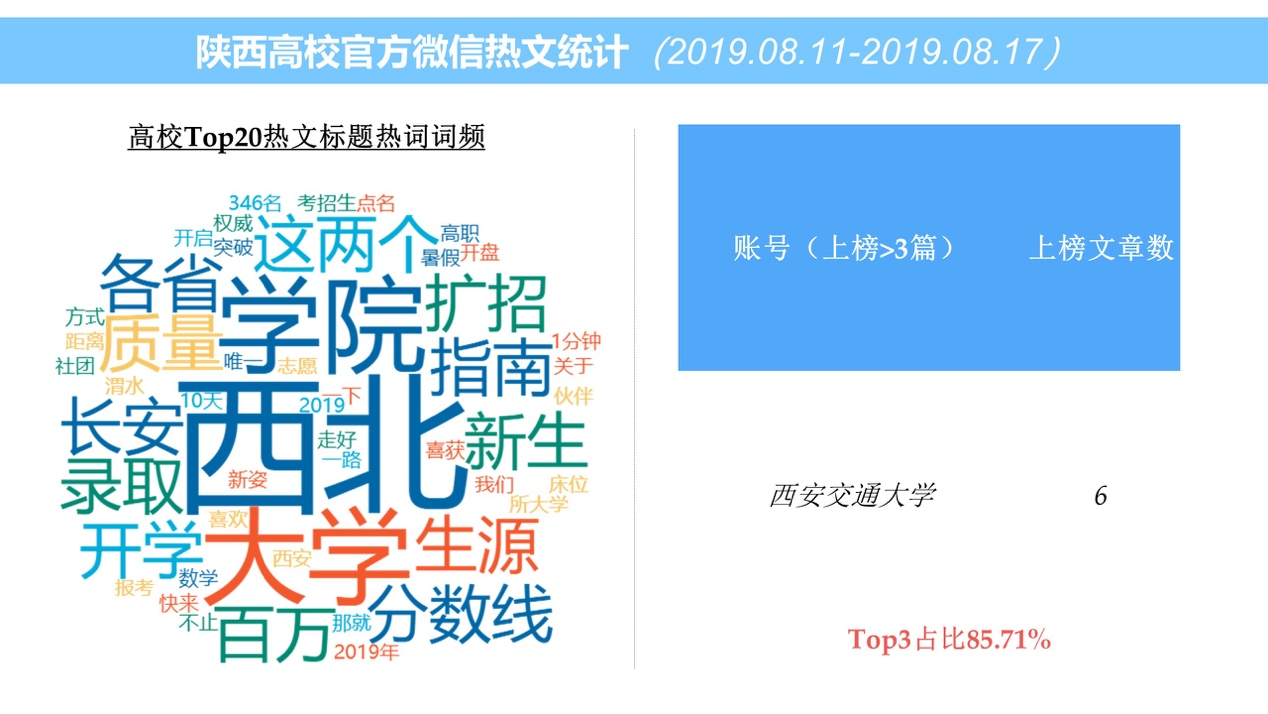 陕西高校官方微信热文统计（2019.08.11-2019.08.17）
高校Top20热文标题热词词频
346名 考招生 点名
权威 这两个 高职
开启 突破 暑假 开盘
各省 学院 扩招
方式 质量 1分钟
距离 唯一 志愿 指南 关于
社团
渭水 10天 一下 伙伴
长安 西北 2019 新生
走好 喜获
录取 新姿 一路 我们 床位
所大学
开学 喜欢 大学 生源
西安
报考 数学
快来 百万 分数线
不止 那就
2019年
账号（上榜>3篇） 上榜文章数
西安交通大学 6
Top3占比85.71%